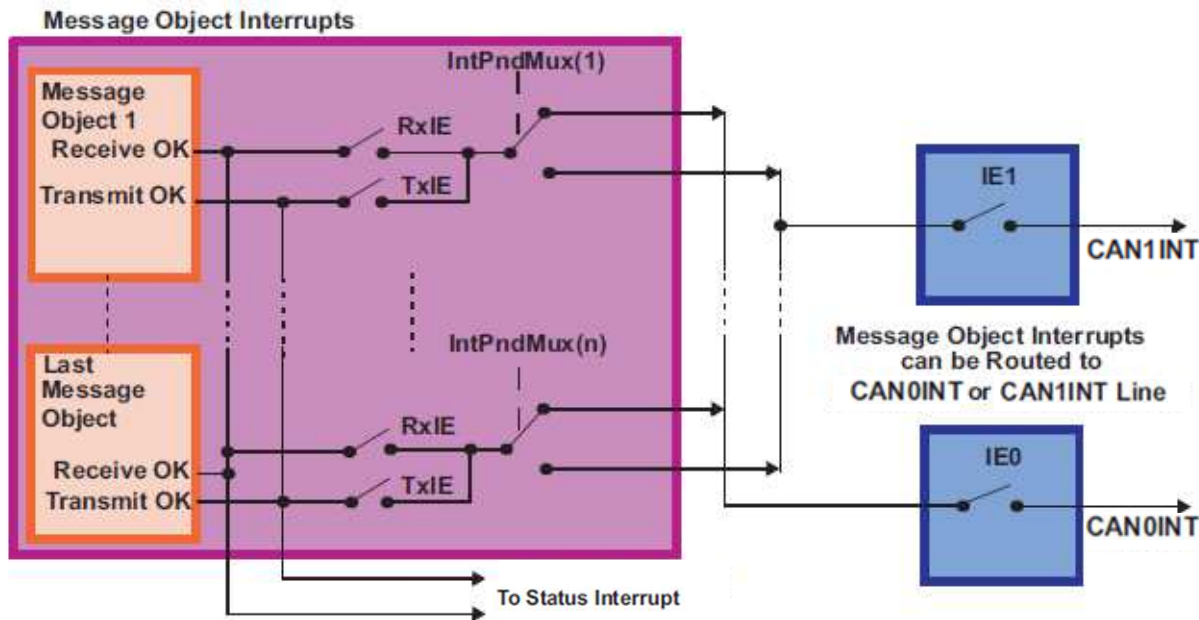 Message Object Interrupts
IntPndMux(1)
Message
Object 1
Receive OK
RxIE
Transmit OK
TxIE
IE1
CAN1INT
Message Object Interrupts
can be Routed to
CAN0INT or CAN1INT Line
IntPndMux(n)
Last
Message
Object
RxIE
Receive OK
TxIE
Transmit OK
IE0
CAN0INT
To Status Interrupt